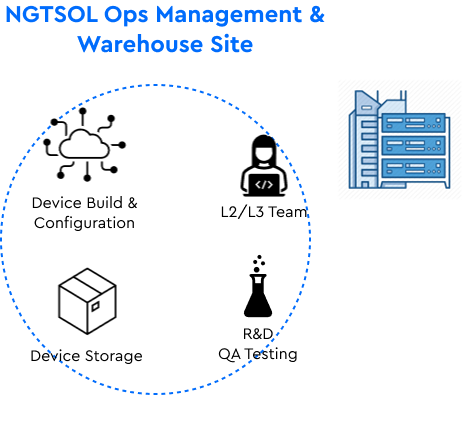 NGTSOL Ops Management &
Warehouse Site
Device Build &
Configuration
L2/L3 Team
</>
Device Storage
R&D
QA Testing